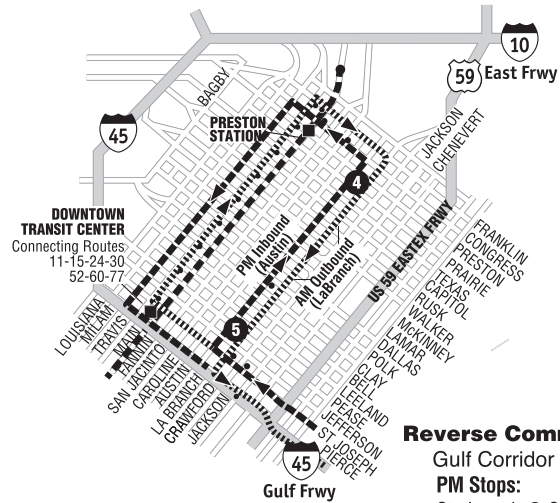 10
59
East Frwy
45
BAGBY
JACKSON
CHENEVERT
PRESTON
STATION
4
DOWNTOWN
TRANSIT CENTER
Connecting Routes
11-15-24-30
52-60-77
PM Inbound
(Austin)
AM Outbound
(LaBranch)
US 59 EASTEX FRWY
5
LOUISIANA
MILAM
TRAVIS
MAIN
FANNIN
SAN JACINTO
CAROLINE
AUSTIN
LA BRANCH
CRAWFORD
JACKSON
FRANKLIN
CONGRESS
PRESTON
PRAIRIE
TEXAS
CAPITOL
RUSK
WALKER
McKINNEY
LAMAR
DALLAS
POLK
CLAY
BELL
LEELAND
PEASE
JEFFERSON
ST JOSEPH
PIERCE
45
Gulf Frwy
Reverse Com
Gulf Corridor
PM Stops: